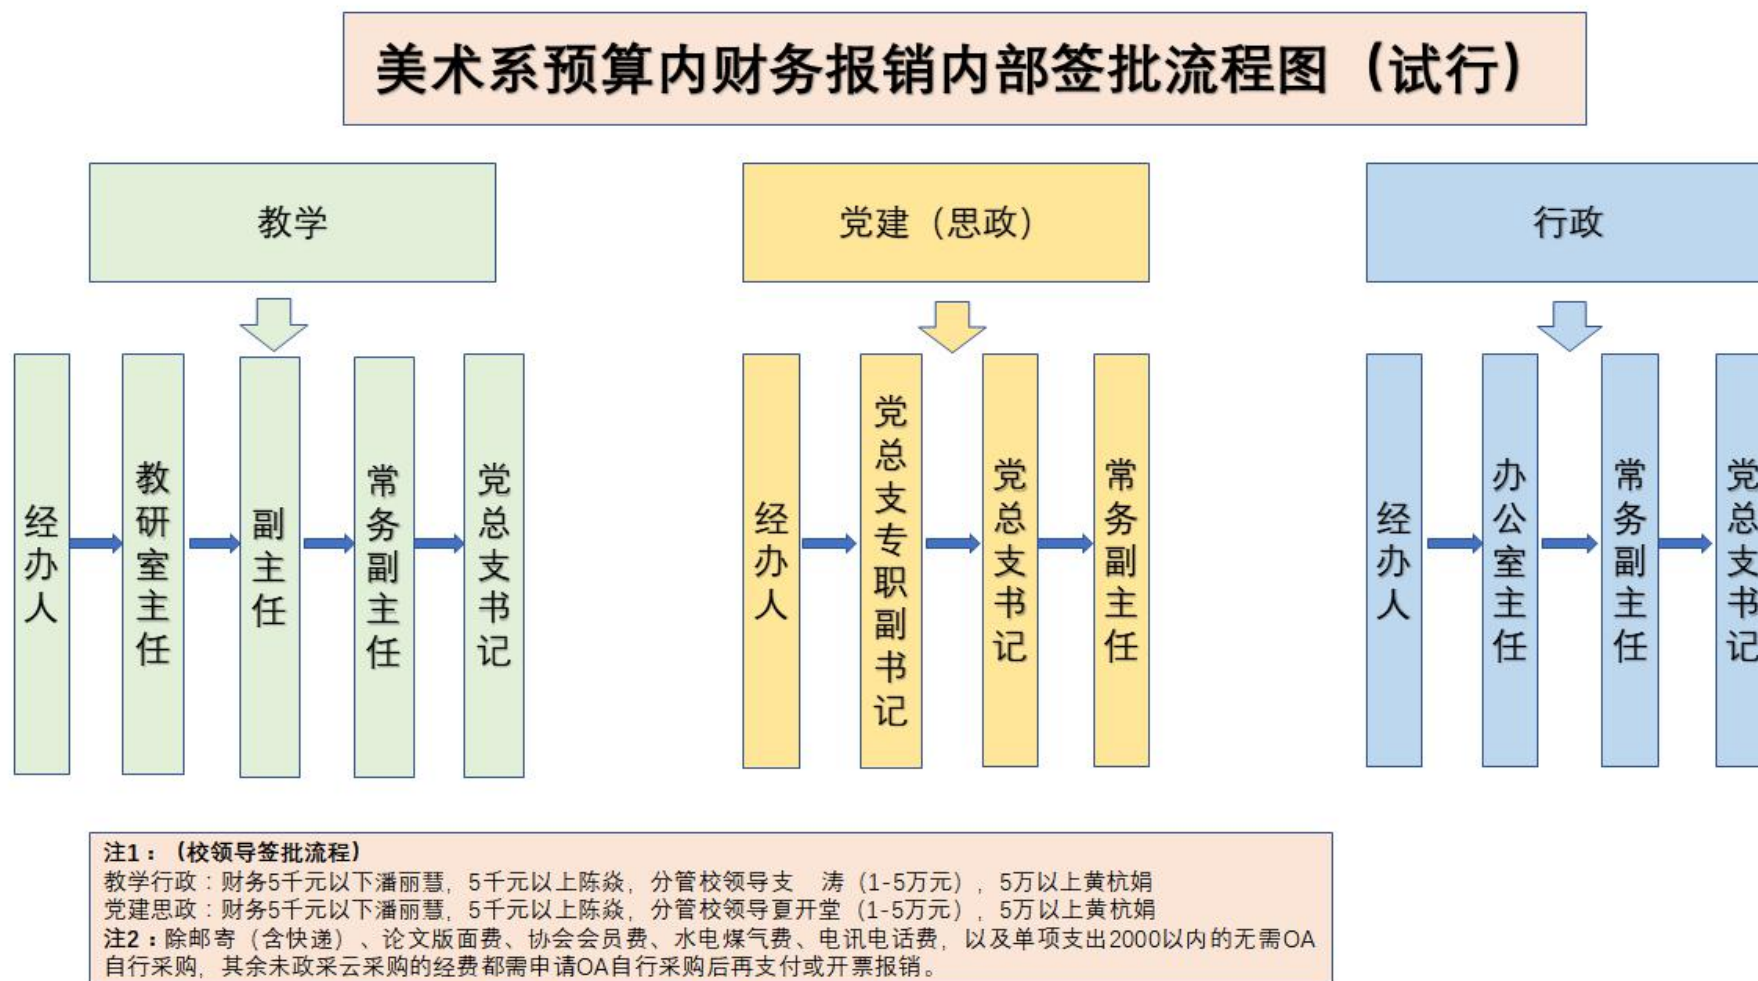 美术系预算内财务报销内部签批流程图（试行）
教学
党建（思政）
行政
经办人
教研室主任
副主任
常务副主任
党总支书记
经办人
党总支专职副书记
党总支书记
常务副主任
经办人
办公室主任
常务副主任
党总支书记
注1：（校领导签批流程）
教学行政：财务5千元以下潘丽慧，5千元以上陈焱，分管校领导支　涛（1-5万元），5万以上黄杭娟
党建思政：财务5千元以下潘丽慧，5千元以上陈焱，分管校领导夏开堂（1-5万元），5万以上黄杭娟
注2：除邮寄（含快递）、论文版面费、协会会员费、水电煤气费、电讯电话费，以及单项支出2000以内的无需OA
自行采购，其余未政采云采购的经费都需申请OA自行采购后再支付或开票报销。